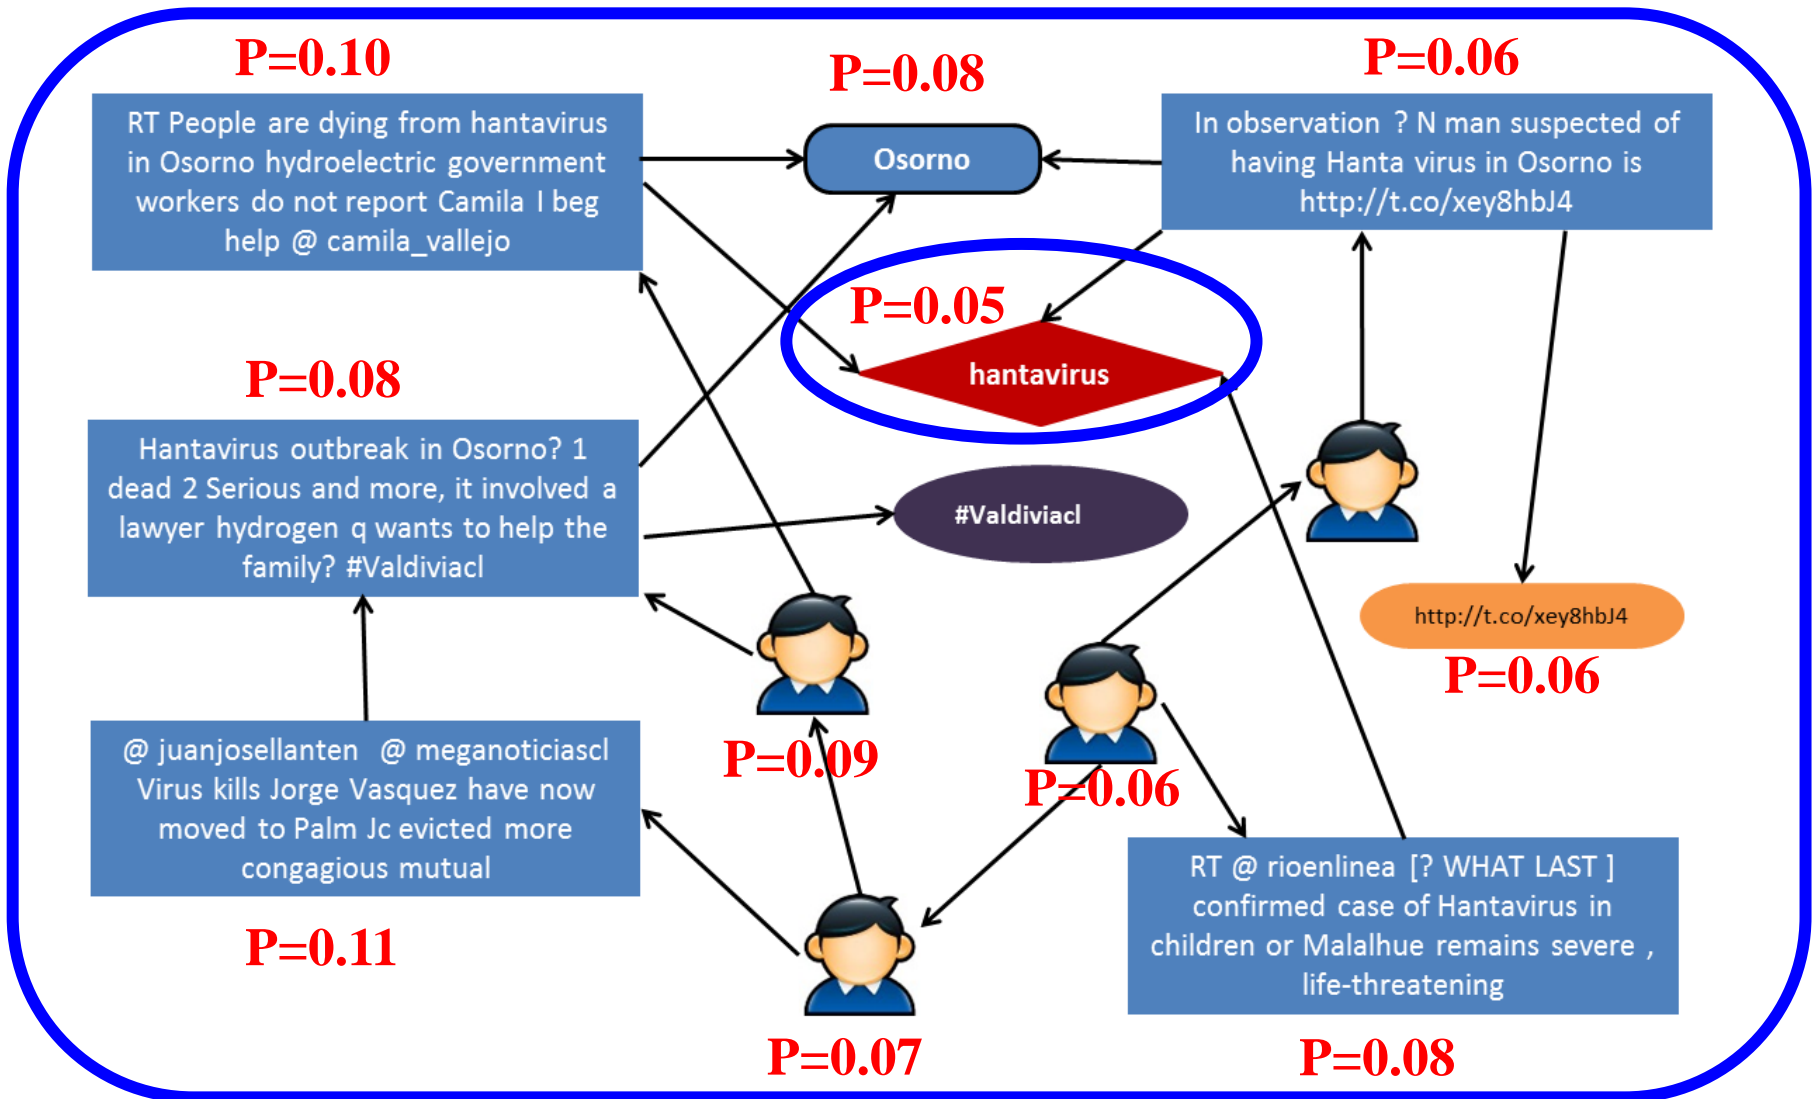 P=0.10
RT People are dying from hantavirus
in Osorno hydroelectric government
workers do not report Camila I beg
help @ camila_vallejo
P=0.08
Osorno
P=0.06
In observation ? N man suspected of
having Hanta virus in Osorno is
http://t.co/xey8hbJ4
P=0.05
hantavirus
P=0.08
Hantavirus outbreak in Osorno? 1
dead 2 Serious and more, it involved a
lawyer hydrogen q wants to help the
family? #Valdiviacl
#Valdiviacl
http://t.co/xey8hbJ4
P=0.06
@ juanjosellanten @ meganoticiascl
Virus kills Jorge Vasquez have now
moved to Palm Jc evicted more
congagious mutual
P=0.11
P=0.09
P=0.06
P=0.07
RT @ rioenlinea [? WHAT LAST ]
confirmed case of Hantavirus in
children or Malalhue remains severe ,
life-threatening
P=0.08